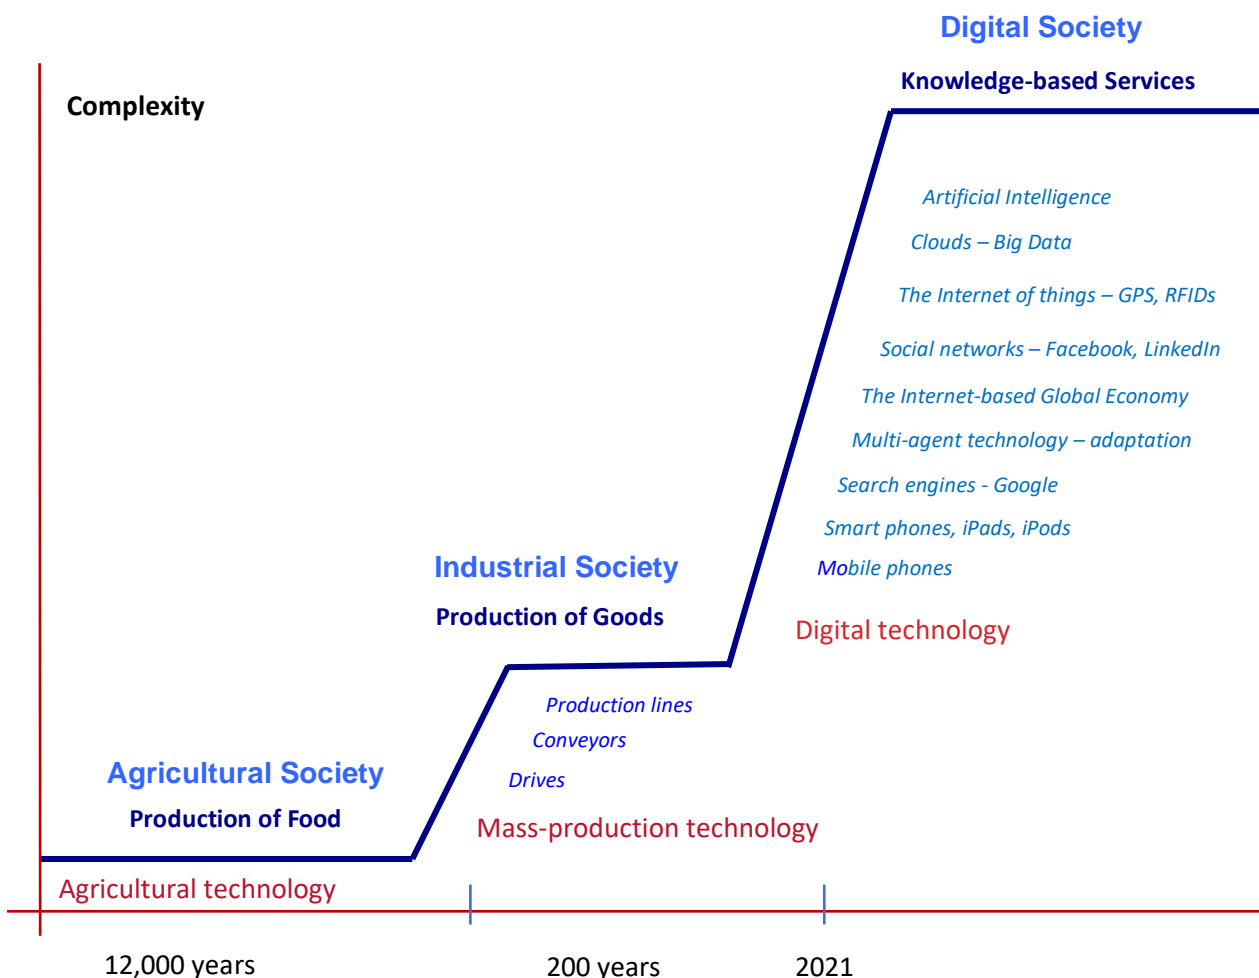 Digital Society
Knowledge-based Services
Complexity
Artificial Intelligence
Clouds – Big Data
The Internet of things – GPS, RFIDs
Social networks – Facebook, LinkedIn
The Internet-based Global Economy
Multi-agent technology – adaptation
Search engines - Google
Smart phones, iPads, iPods
Mobile phones
Digital technology
Industrial Society
Production of Goods
Production lines
Conveyors
Drives
Mass-production technology
Agricultural Society
Production of Food
Agricultural technology
12,000 years
200 years
2021